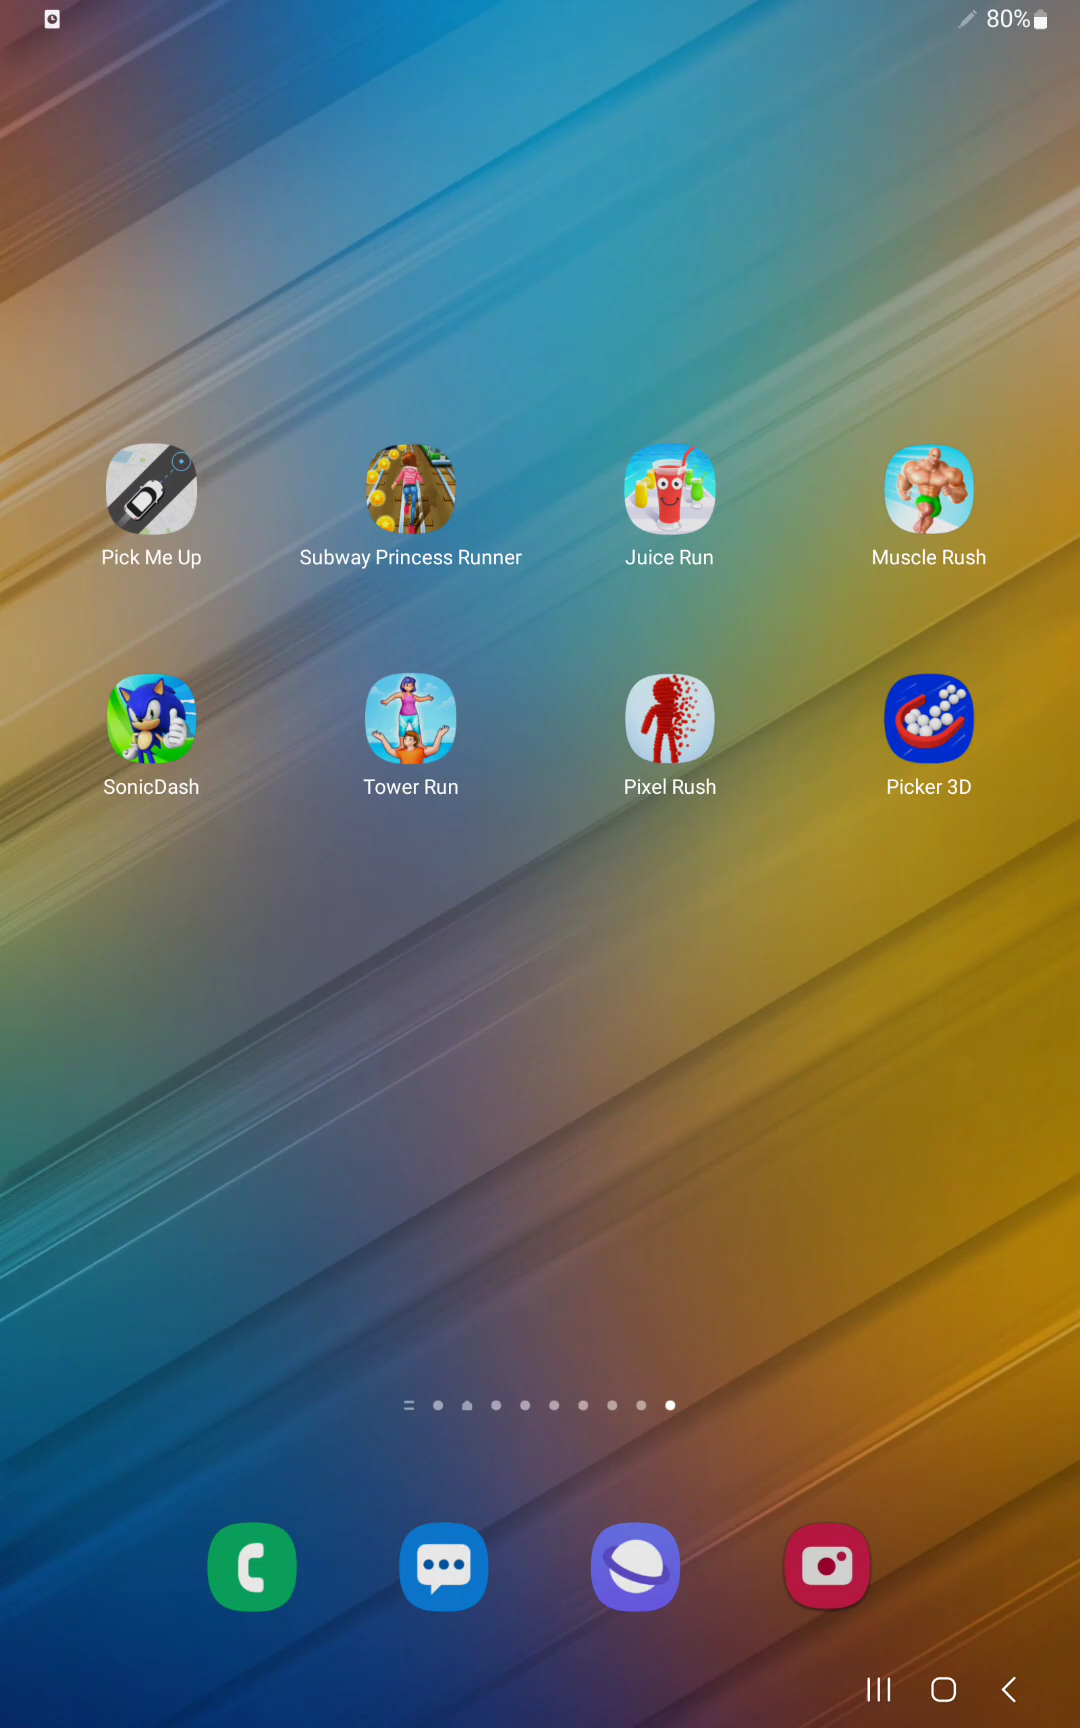 80%
Pick Me Up
Subway Princess Runner
Juice Run
Muscle Rush
SonicDash
Tower Run
Pixel Rush
Picker 3D